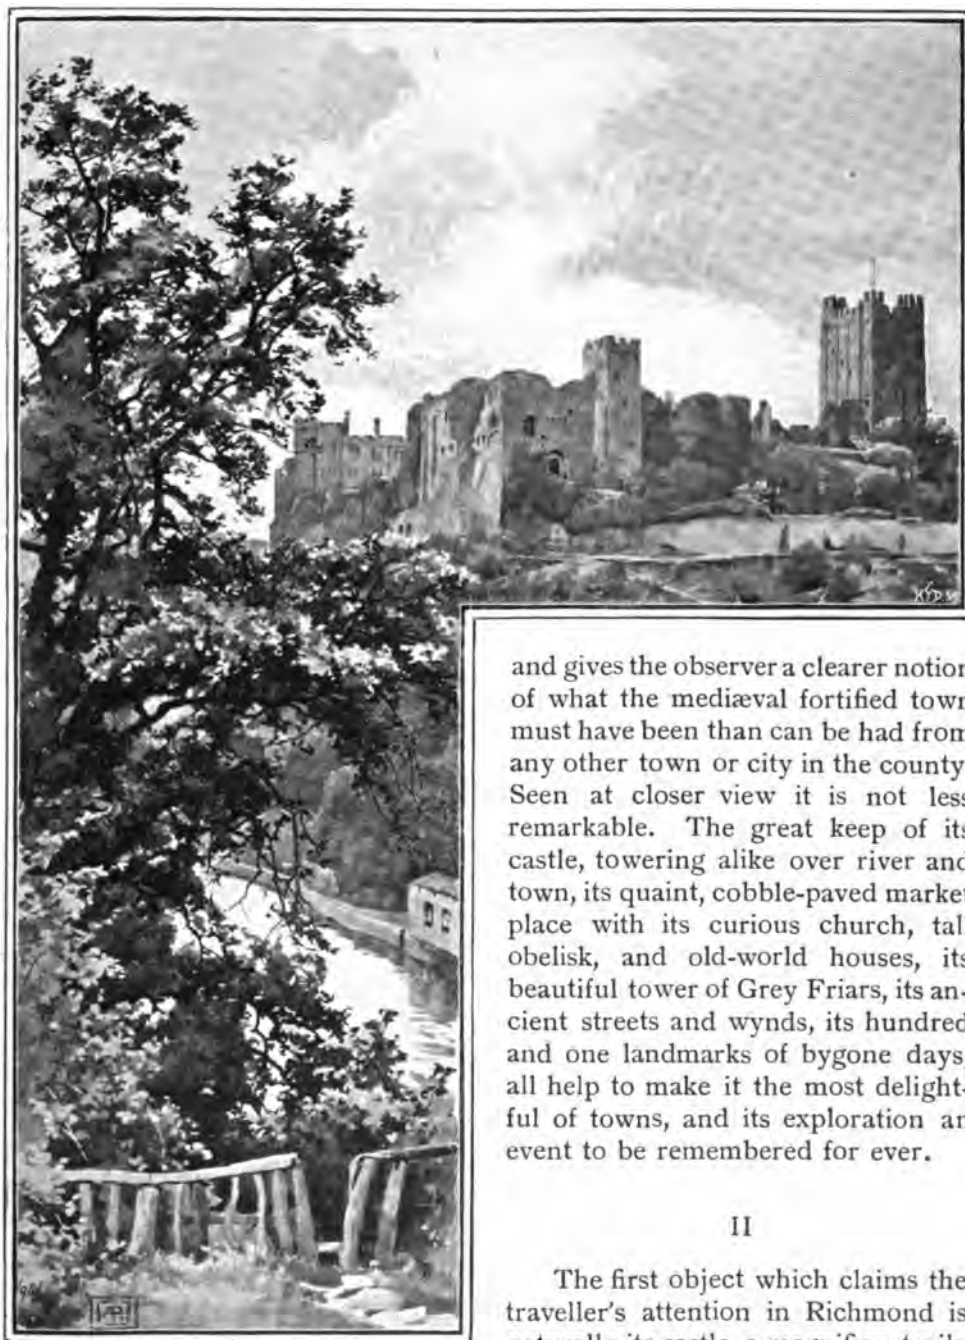 and gives the observer a clearer notion
of what the mediæval fortified town
must have been than can be had from
any other town or city in the county
Seen at closer view it is not less
remarkable. The great keep of its
castle, towering alike over river and
town, its quaint, cobble-paved market
place with its curious church, tall
obelisk, and old-world houses, its
beautiful tower of Grey Friars, its an-
cient streets and wynds, its hundred
and one landmarks of bygone days
all help to make it the most delight-
ful of towns, and its exploration an
event to be remembered for ever.
II
The first object which claims the
traveller's attention in Richmond is
naturally its castle, a magnificent